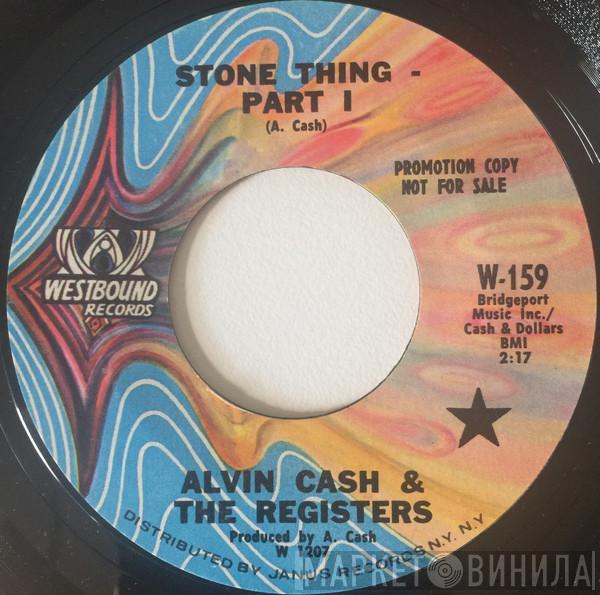 STONE THING -
PART I
(A. Cash)
PROMOTION COPY
NOT FOR SALE
WESTBOUND
RECORDS
W-159
Bridgeport
Music Inc./
Cash & Dollars
BMI
2:17
ALVIN CASH &
THE REGISTERS
Produced by A. Cash
W 1207
DISTRIBUTED BY JANUS RECORDS N.Y. N.Y.
МАРКЕТ ВИНИЛА